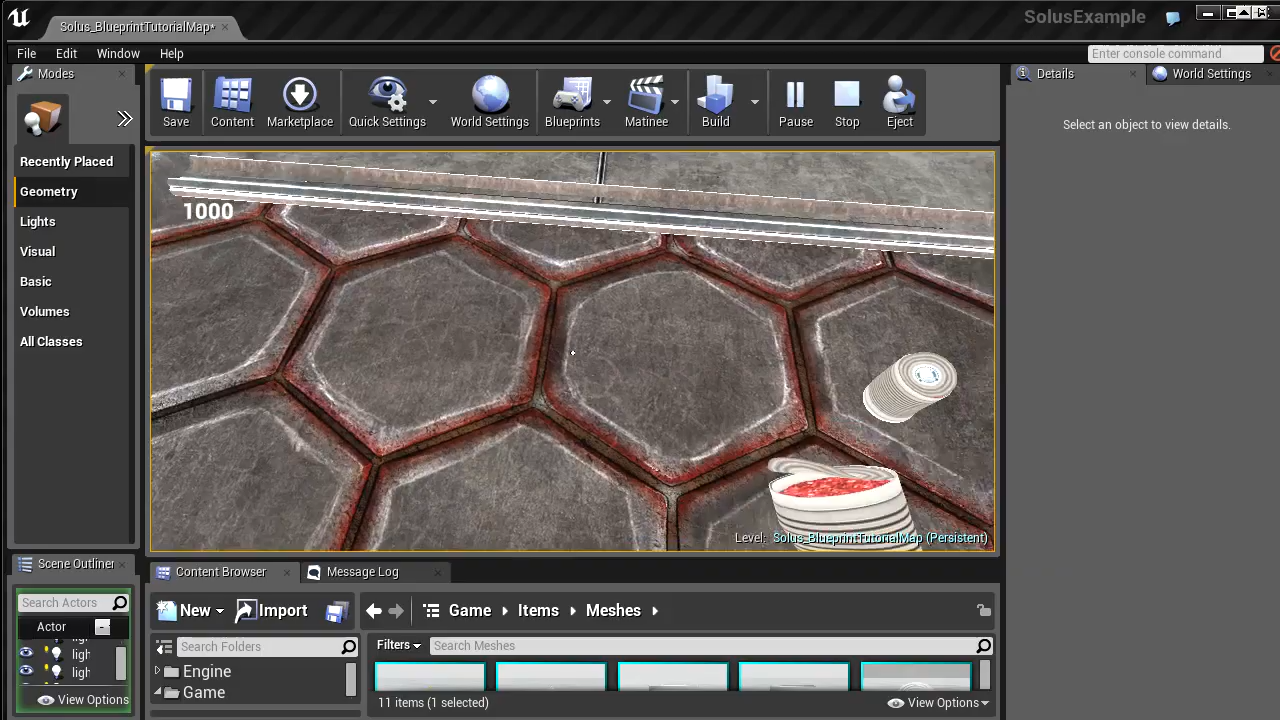 Solus_BlueprintTutorialMap*
SolusExample
File Edit Window Help
Enter console command
Modes
Details
World Settings
Save
Content
Marketplace
Quick Settings
World Settings
Blueprints
Matinee
Build
Pause
Stop
Eject
Select an object to view details.
Recently Placed
Geometry
Lights
Visual
Basic
Volumes
All Classes
1000
Level: Solus_BlueprintTutorialMap (Persistent)
Scene Outliner
Search Actors
Actor
ligh
ligh
View Options
Content Browser
Message Log
New
Import
Game
Items
Meshes
Search Folders
Filters
Search Meshes
Engine
Game
11 items (1 selected)
View Options